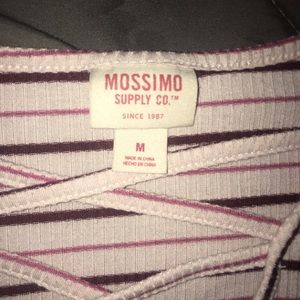 MOSSIMO
SUPPLY CO.™
SINCE 1987
M
MADE IN CHINA
HECHO EN CHINA